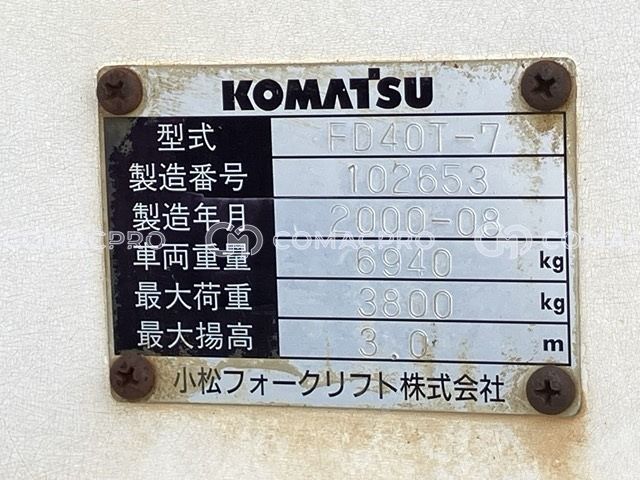 KOMATSU
型式 FD40T-7
製造番号 102653
製造年月 2000-08
COMACPRO COMACPRO
車両重量 6940 kg
最大荷重 3800 kg
最大揚高 3.0 m
小松フォークリフト株式会社